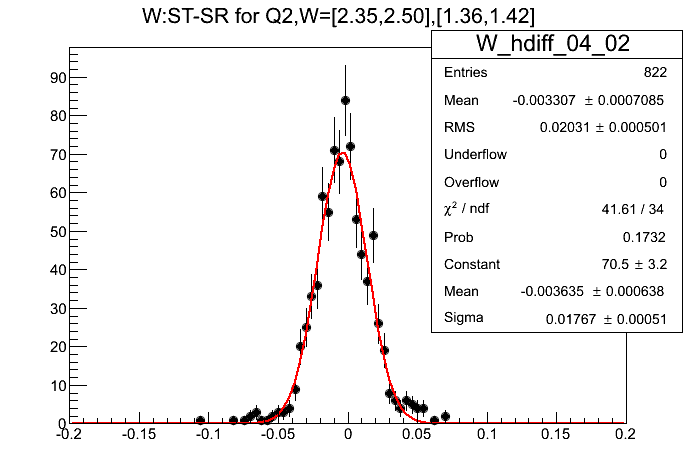 W:ST-SR for Q2,W=[2.35,2.50],[1.36,1.42]
W_hdiff_04_02
Entries 822
Mean -0.003307 ± 0.0007085
RMS 0.02031 ± 0.000501
Underflow 0
Overflow 0
χ² / ndf 41.61 / 34
Prob 0.1732
Constant 70.5 ± 3.2
Mean -0.003635 ± 0.000638
Sigma 0.01767 ± 0.00051
90
80
70
60
50
40
30
20
10
0
-0.2 -0.15 -0.1 -0.05 0 0.05 0.1 0.15 0.2